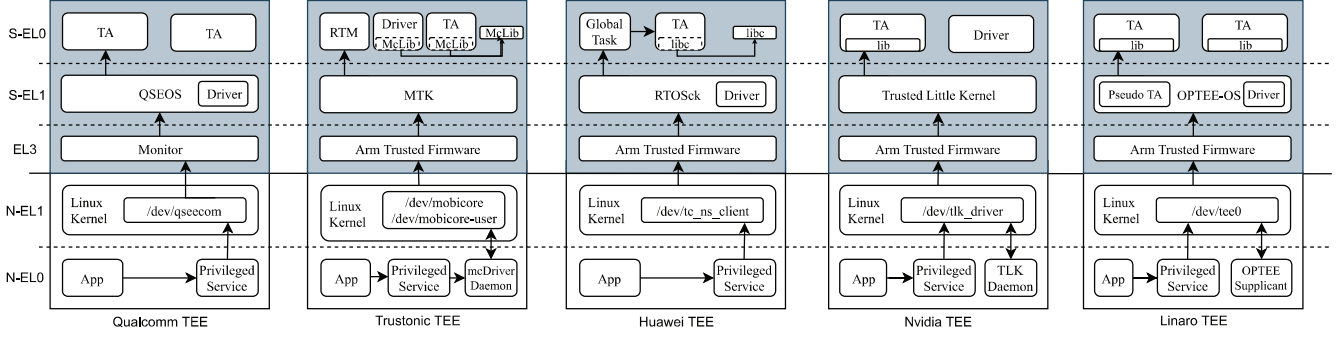 S-EL0
TA
TA
RTM
Driver
McLib
TA
McLib
McLib
Global
Task
TA
libc
libc
TA
lib
Driver
TA
lib
TA
lib
S-EL1
QSEOS
Driver
MTK
RTOSck
Driver
Trusted Little Kernel
Pseudo TA
OPTEE-OS
Driver
EL3
Monitor
Arm Trusted Firmware
Arm Trusted Firmware
Arm Trusted Firmware
Arm Trusted Firmware
N-EL1
Linux
Kernel
/dev/qseecom
Linux
Kernel
/dev/mobicore
/dev/mobicore-user
Linux
Kernel
/dev/tc_ns_client
Linux
Kernel
/dev/tlk_driver
Linux
Kernel
/dev/tee0
N-EL0
App
Privileged
Service
App
Privileged
Service
mcDriver
Daemon
App
Privileged
Service
App
Privileged
Service
TLK
Daemon
App
Privileged
Service
OPTEE
Supplicant
Qualcomm TEE
Trustonic TEE
Huawei TEE
Nvidia TEE
Linaro TEE